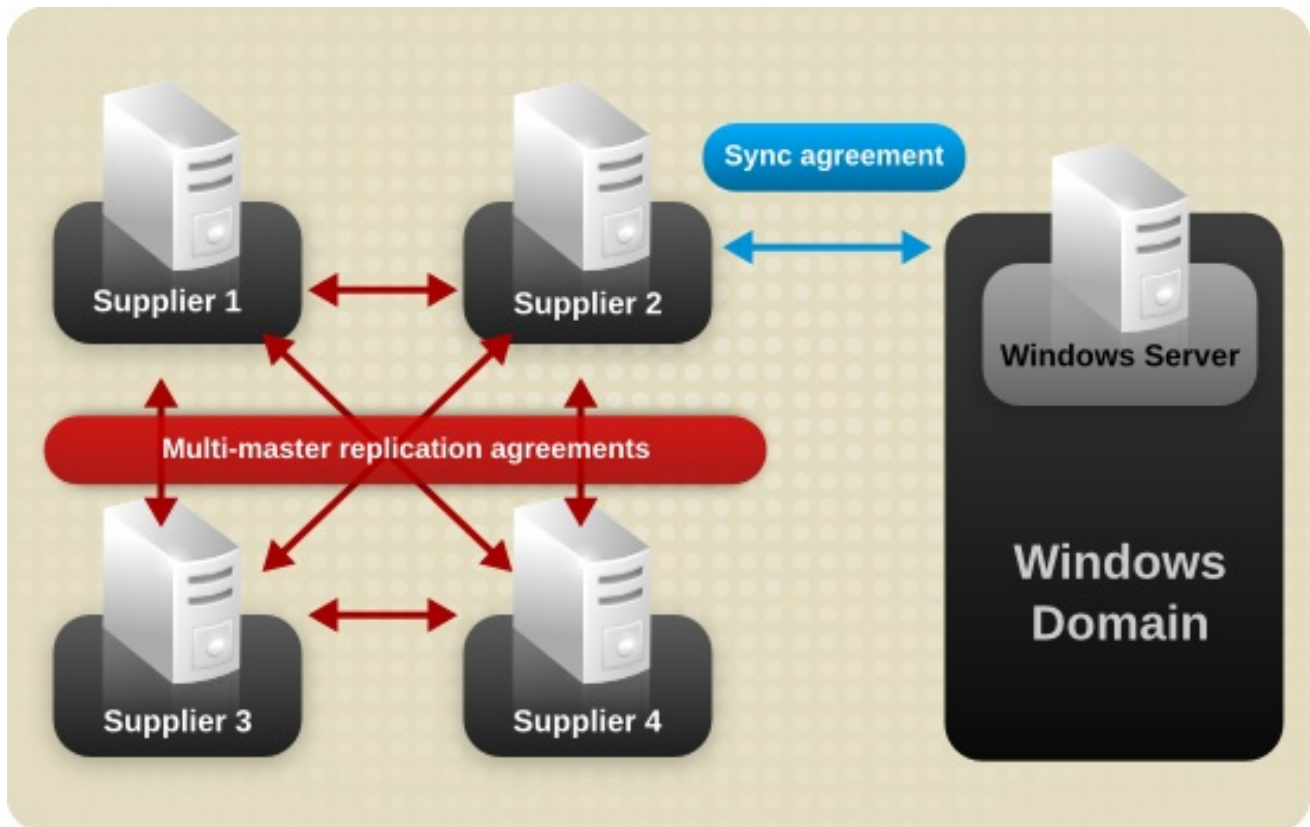 Sync agreement
Supplier 1
Supplier 2
Windows Server
Multi-master replication agreements
Windows
Domain
Supplier 3
Supplier 4